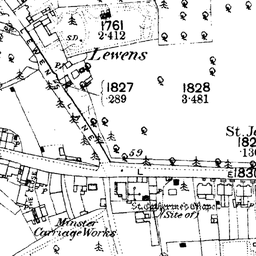 1761
2·412
S.D.
Lewens
1827
·289
1828
3·481
P.
St. J
182
·13
59
L
1830
St. Catherine's Chapel
(Site of)
Minster
Carriage Works